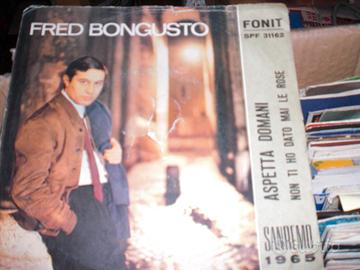 FRED BONGUSTO
FONIT
SPF 31162
ASPETTA DOMANI
NON TI HO DATO MAI LE ROSE
SANREMO
1965